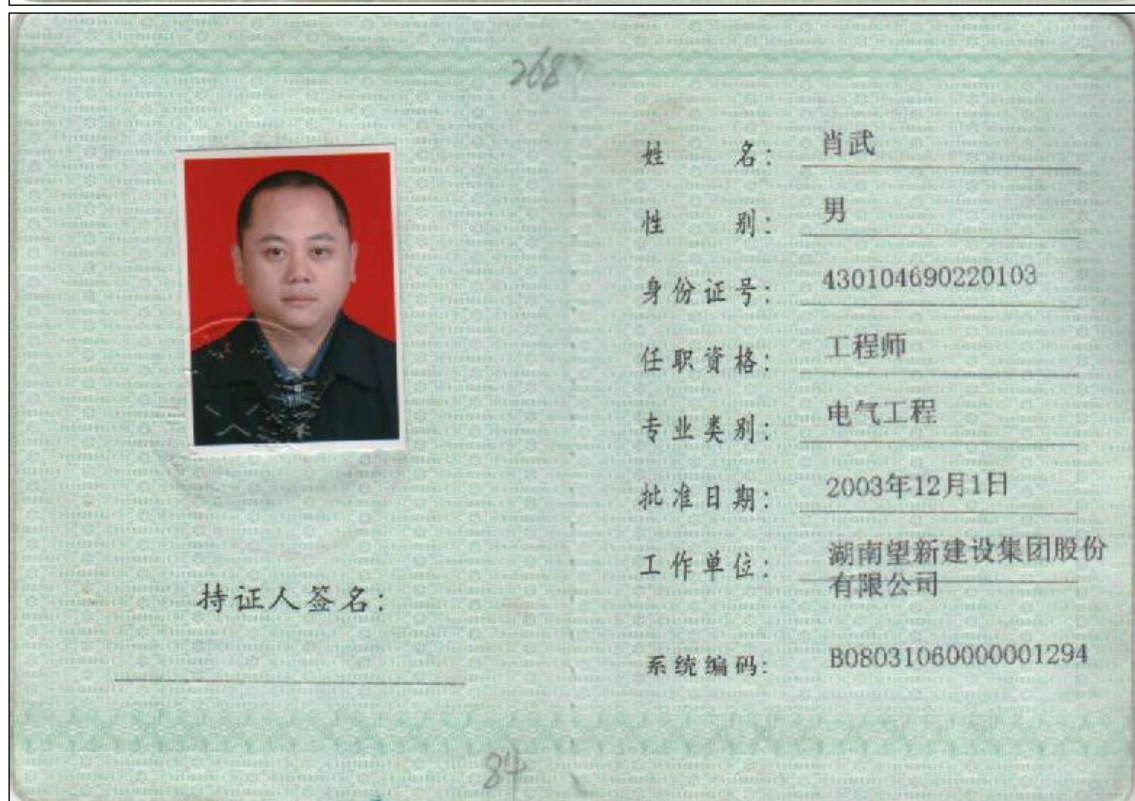 268
姓 名: 肖武
性 别: 男
身份证号: 430104690220103
任职资格: 工程师
专业类别: 电气工程
批准日期: 2003年12月1日
工作单位: 湖南望新建设集团股份
有限公司
持证人签名:
系统编码: B08031060000001294
84